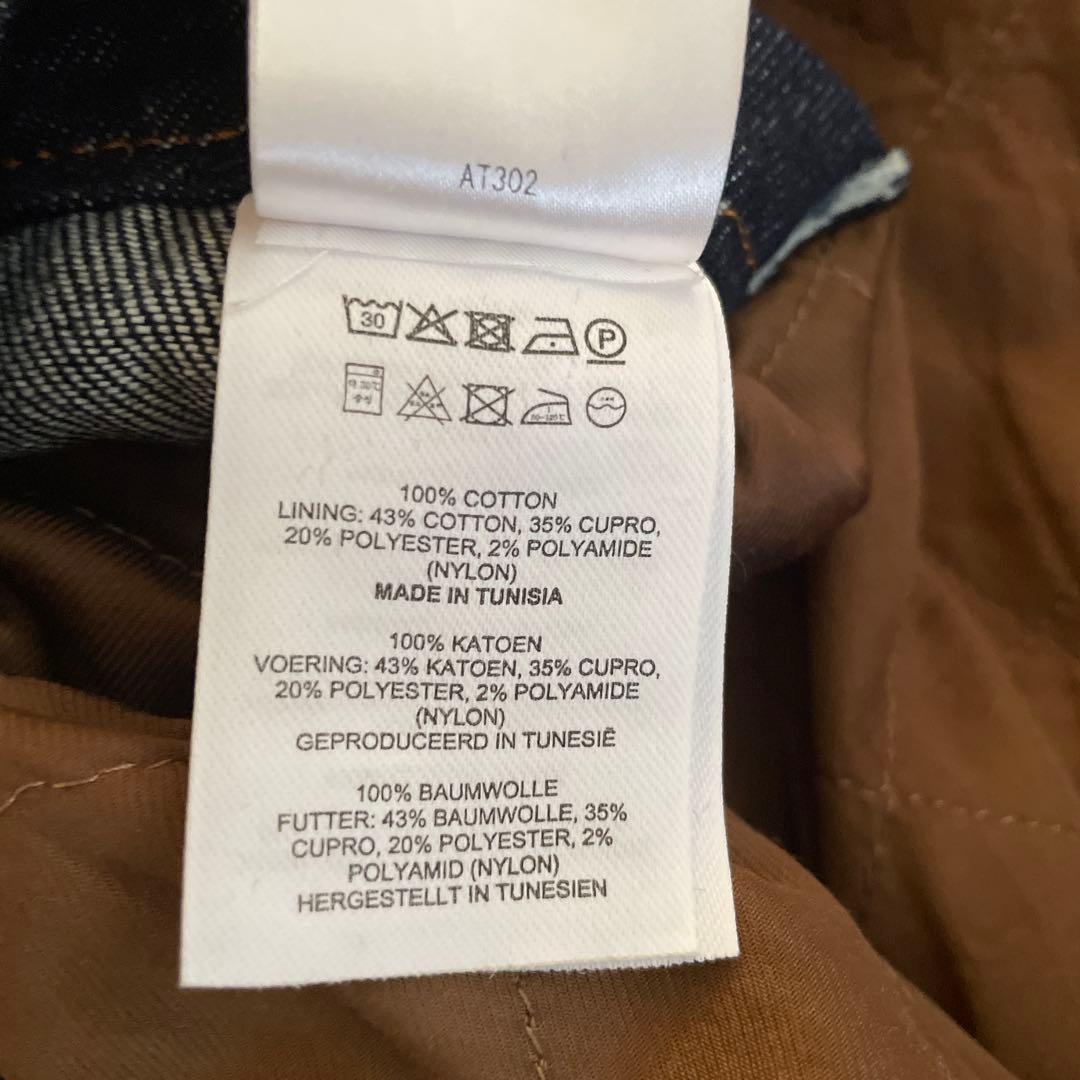 AT302
30
P
100% COTTON
LINING: 43% COTTON, 35% CUPRO,
20% POLYESTER, 2% POLYAMIDE
(NYLON)
MADE IN TUNISIA
100% KATOEN
VOERING: 43% KATOEN, 35% CUPRO,
20% POLYESTER, 2% POLYAMIDE
(NYLON)
GEPRODUCEERD IN TUNESIË
100% BAUMWOLLE
FUTTER: 43% BAUMWOLLE, 35%
CUPRO, 20% POLYESTER, 2%
POLYAMID (NYLON)
HERGESTELLT IN TUNESIEN